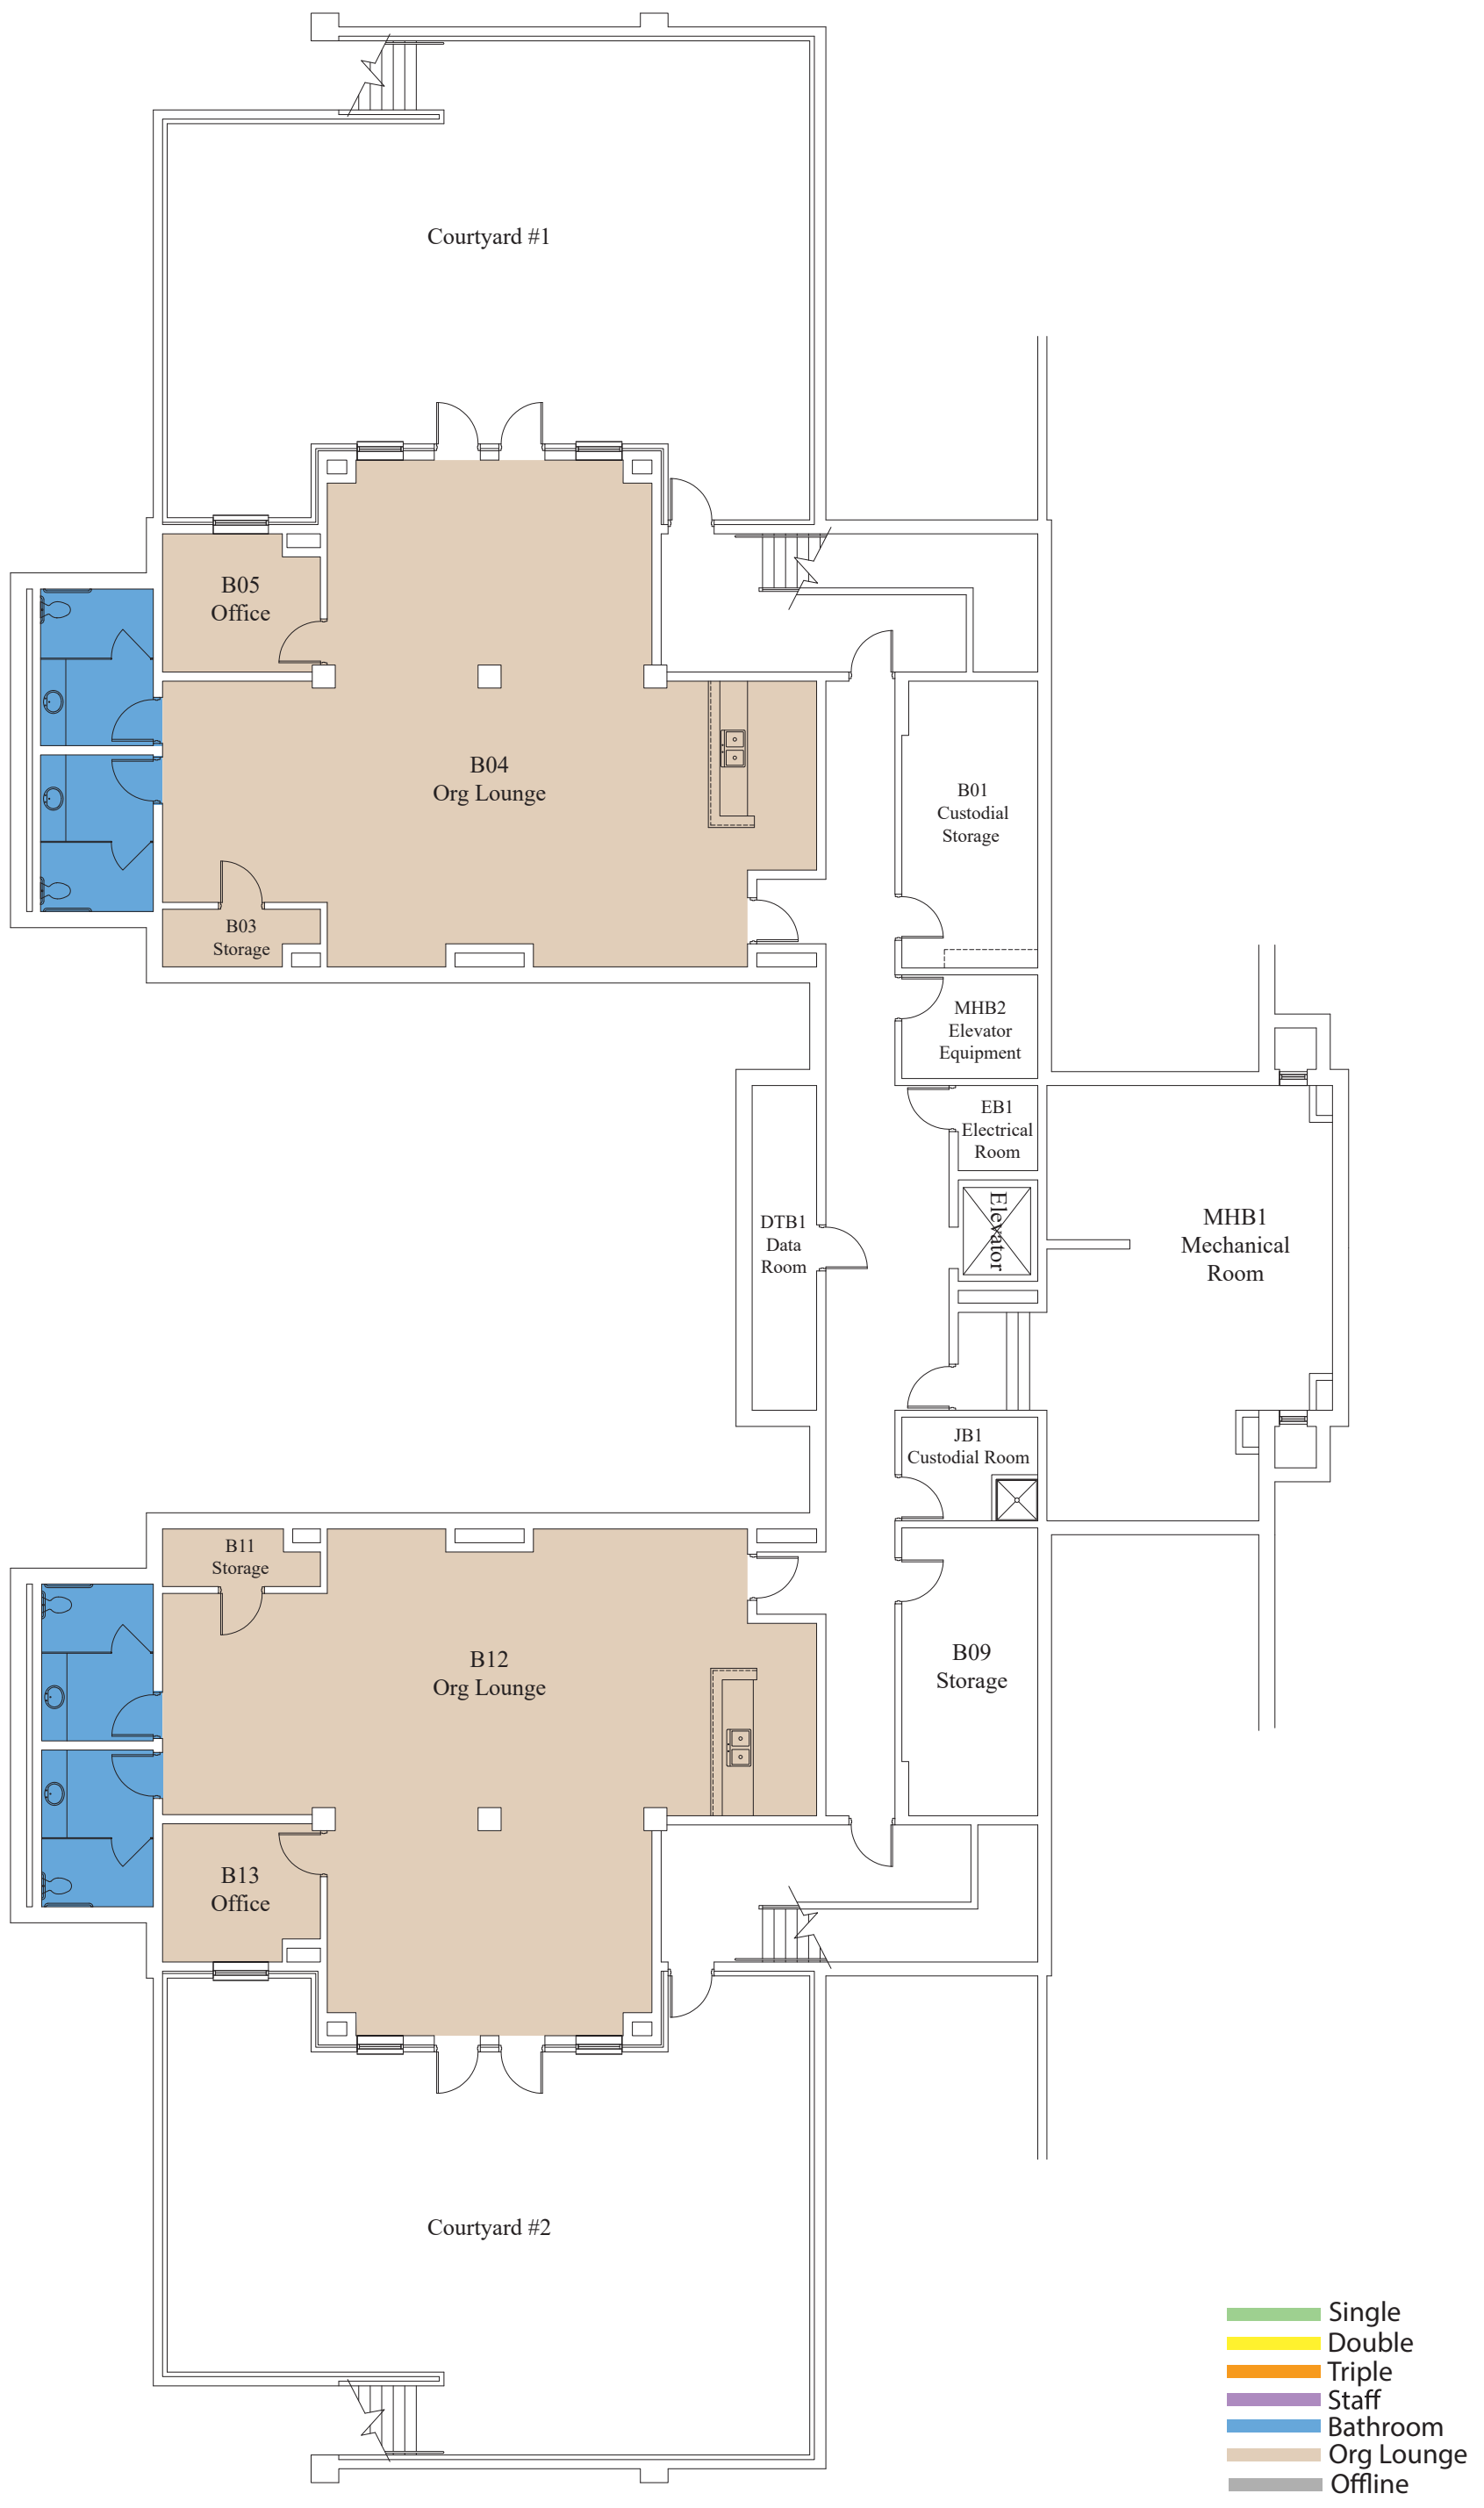 Courtyard #1
B05
Office
B04
Org Lounge
B01
Custodial
Storage
B03
Storage
MHB2
Elevator
Equipment
EB1
Electrical
Room
DTB1
Data
Room
Elevator
MHB1
Mechanical
Room
JB1
Custodial Room
B11
Storage
B12
Org Lounge
B09
Storage
B13
Office
Courtyard #2
Single
Double
Triple
Staff
Bathroom
Org Lounge
Offline